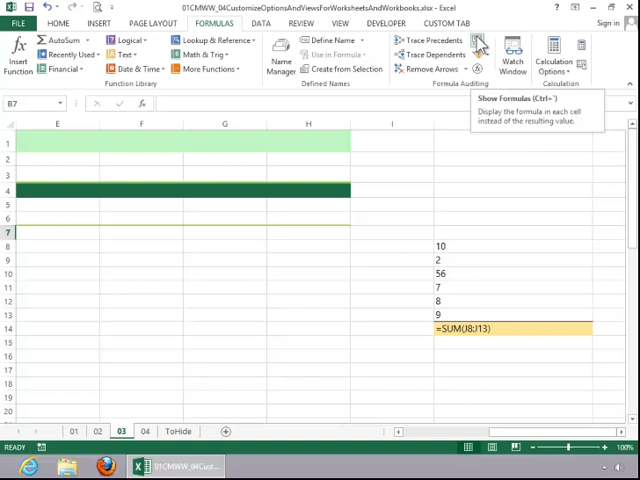 01CMWW_04CustomizeOptionsAndViewsForWorksheetsAndWorkbooks.xlsx - Excel
Sign in
FILE HOME INSERT PAGE LAYOUT FORMULAS DATA REVIEW VIEW DEVELOPER CUSTOM TAB
Insert Function
AutoSum
Recently Used
Financial
Logical
Text
Date & Time
Lookup & Reference
Math & Trig
More Functions
Function Library
Name Manager
Define Name
Use in Formula
Create from Selection
Defined Names
Trace Precedents
Trace Dependents
Remove Arrows
Formula Auditing
Watch Window
Calculation Options
Calculation
Show Formulas (Ctrl+`)
Display the formula in each cell
instead of the resulting value.
B7
fx
E F G H I
1
2
3
4
5
6
7
8 10
9 2
10 56
11 7
12 8
13 9
14 =SUM(J8:J13)
15
16
17
18
19
20
01 02 03 04 ToHide
READY
100%
01CMWW_04Cust...